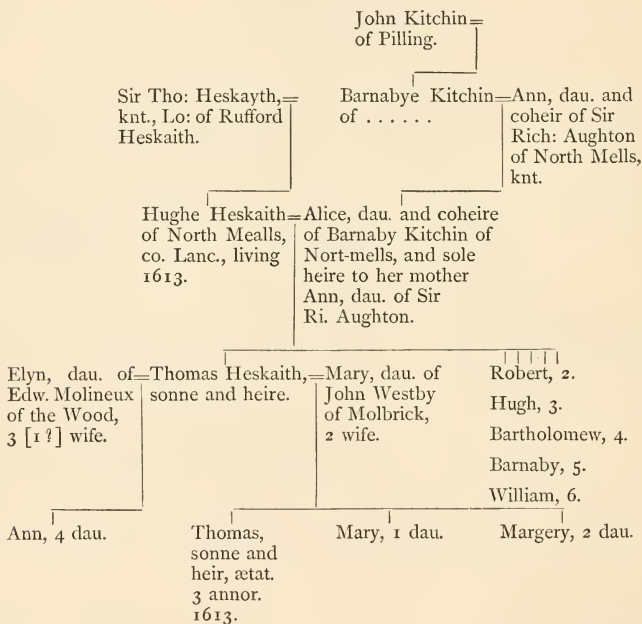 John Kitchin=
of Pilling.
Sir Tho: Heskayth,=
knt., Lo: of Rufford
Heskaith.
Barnabye Kitchin=
of . . . . . .
Ann, dau. and
coheir of Sir
Rich: Aughton
of North Mells,
knt.
Hughe Heskaith=
of North Mealls,
co. Lanc., living
1613.
Alice, dau. and coheire
of Barnaby Kitchin of
Nort-mells, and sole
heire to her mother
Ann, dau. of Sir
Ri. Aughton.
Elyn, dau. of=
Edw. Molineux
of the Wood,
3 [1 ?] wife.
Thomas Heskaith,=
sonne and heire.
Mary, dau. of
John Westby
of Molbrick,
2 wife.
Robert, 2.
Hugh, 3.
Bartholomew, 4.
Barnaby, 5.
William, 6.
Ann, 4 dau.
Thomas,
sonne and
heir, ætat.
3 annor.
1613.
Mary, 1 dau.
Margery, 2 dau.